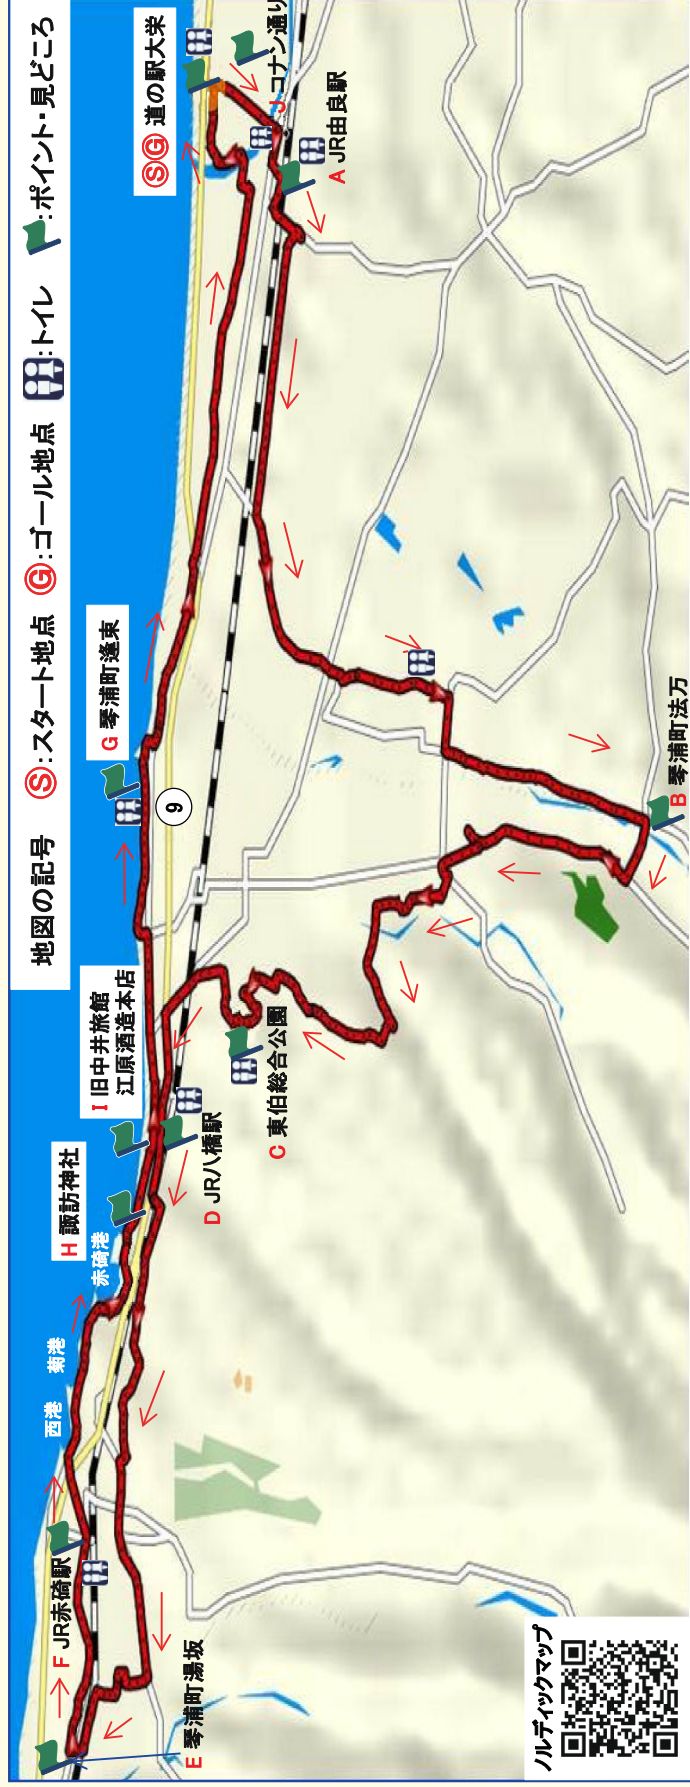 地図の記号 Ⓢ:スタート地点 Ⓖ:ゴール地点 :トイレ :ポイント・見どころ
ⓈⒼ 道の駅大栄
J コナン通り
A JR由良駅
G 琴浦町逢束
9
B 琴浦町法万
I 旧中井旅館
江原酒造本店
C 東伯総合公園
H 諏訪神社
D JR八橋駅
赤碕港
菊港
西港
F JR赤碕駅
E 琴浦町湯坂
ノルディックマップ